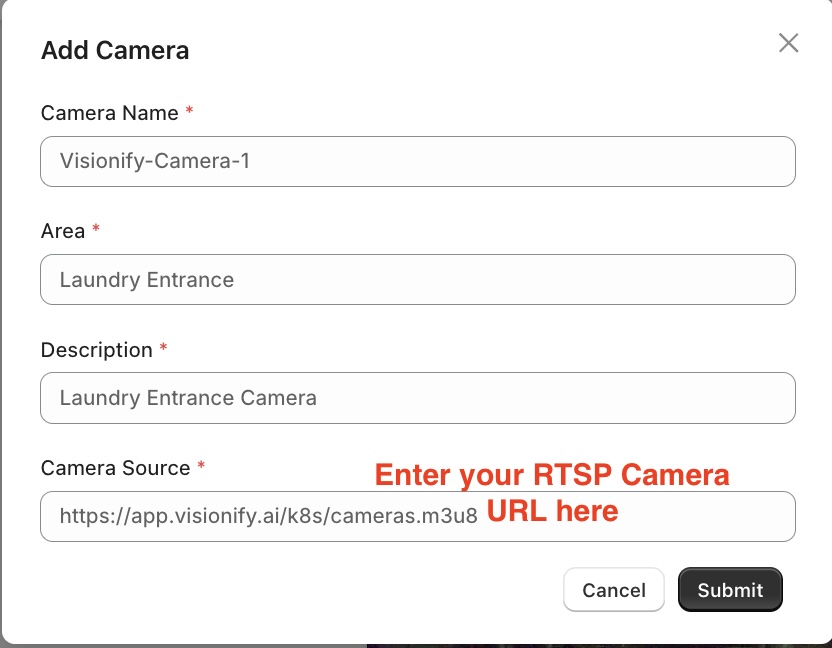 Add Camera
Camera Name *
Visionify-Camera-1
Area *
Laundry Entrance
Description *
Laundry Entrance Camera
Camera Source *
Enter your RTSP Camera
URL here
https://app.visionify.ai/k8s/cameras.m3u8
Cancel
Submit